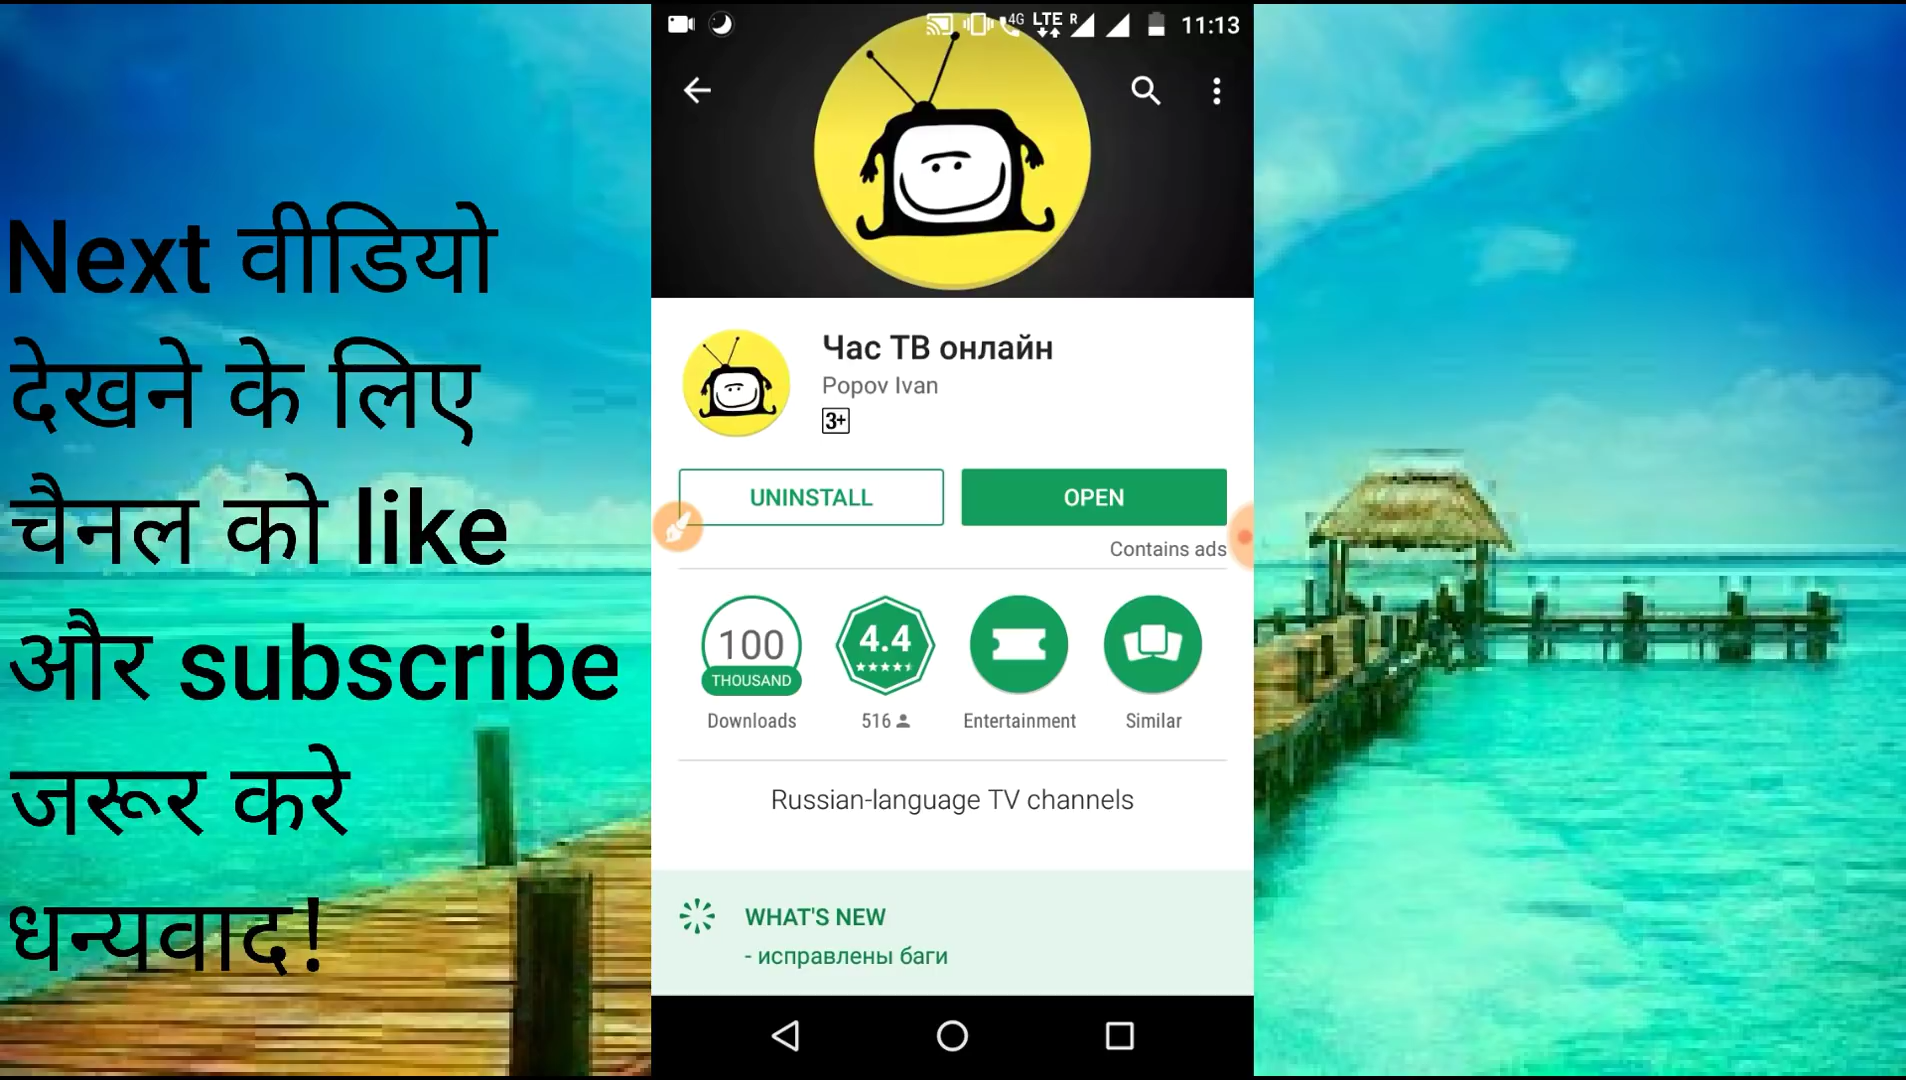 Next वीडियो
देखने के लिए
चैनल को like
और subscribe
जरूर करे
धन्यवाद!
4G LTE R 11:13
Час ТВ онлайн
Popov Ivan
3+
UNINSTALL
OPEN
Contains ads
100 THOUSAND
4.4
Downloads
516
Entertainment
Similar
Russian-language TV channels
WHAT'S NEW
- исправлены баги